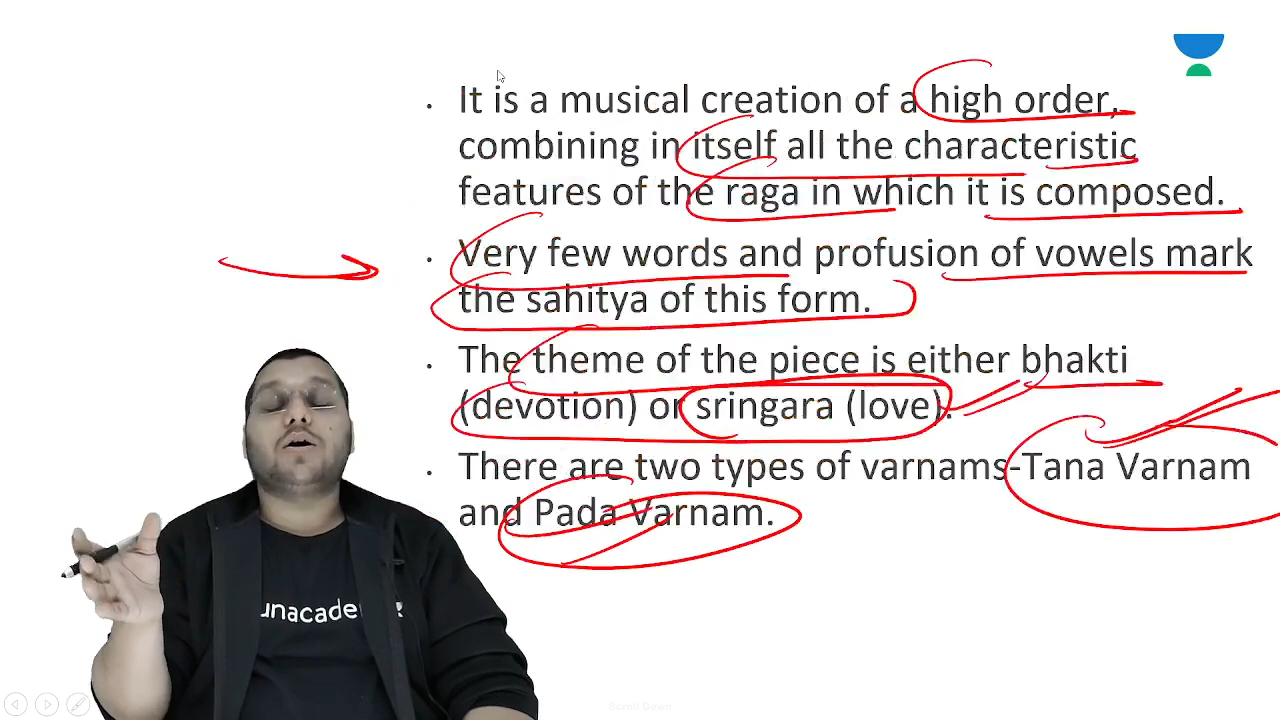 • It is a musical creation of a high order,
combining in itself all the characteristic
features of the raga in which it is composed.
• Very few words and profusion of vowels mark
the sahitya of this form.
• The theme of the piece is either bhakti
(devotion) or sringara (love).
• There are two types of varnams-Tana Varnam
and Pada Varnam.
unacade
Scroll Down